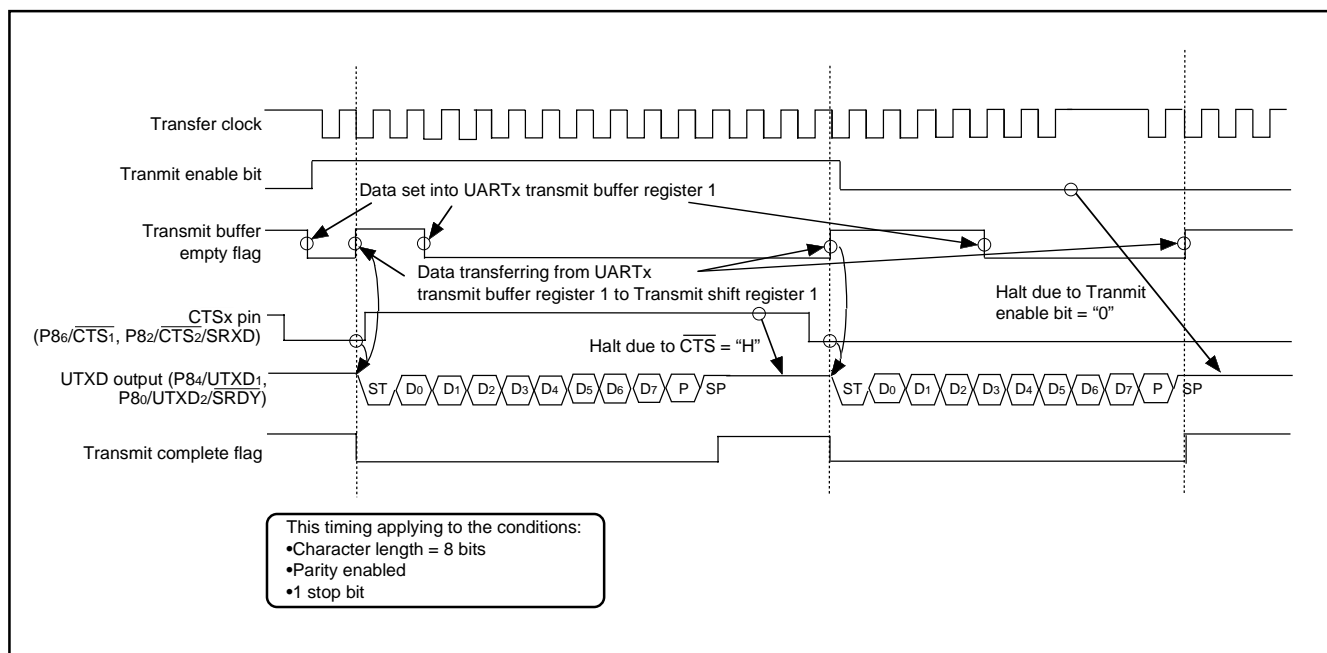 Transfer clock
Tranmit enable bit
Data set into UARTx transmit buffer register 1
Transmit buffer
empty flag
Data transferring from UARTx
transmit buffer register 1 to Transmit shift register 1
Halt due to Tranmit
enable bit = “0”
CTSx pin
(P86/CTS1, P82/CTS2/SRXD)
Halt due to CTS = “H”
UTXD output (P84/UTXD1,
P80/UTXD2/SRDY)
ST D0 D1 D2 D3 D4 D5 D6 D7 P SP ST D0 D1 D2 D3 D4 D5 D6 D7 P SP
Transmit complete flag
This timing applying to the conditions:
•Character length = 8 bits
•Parity enabled
•1 stop bit